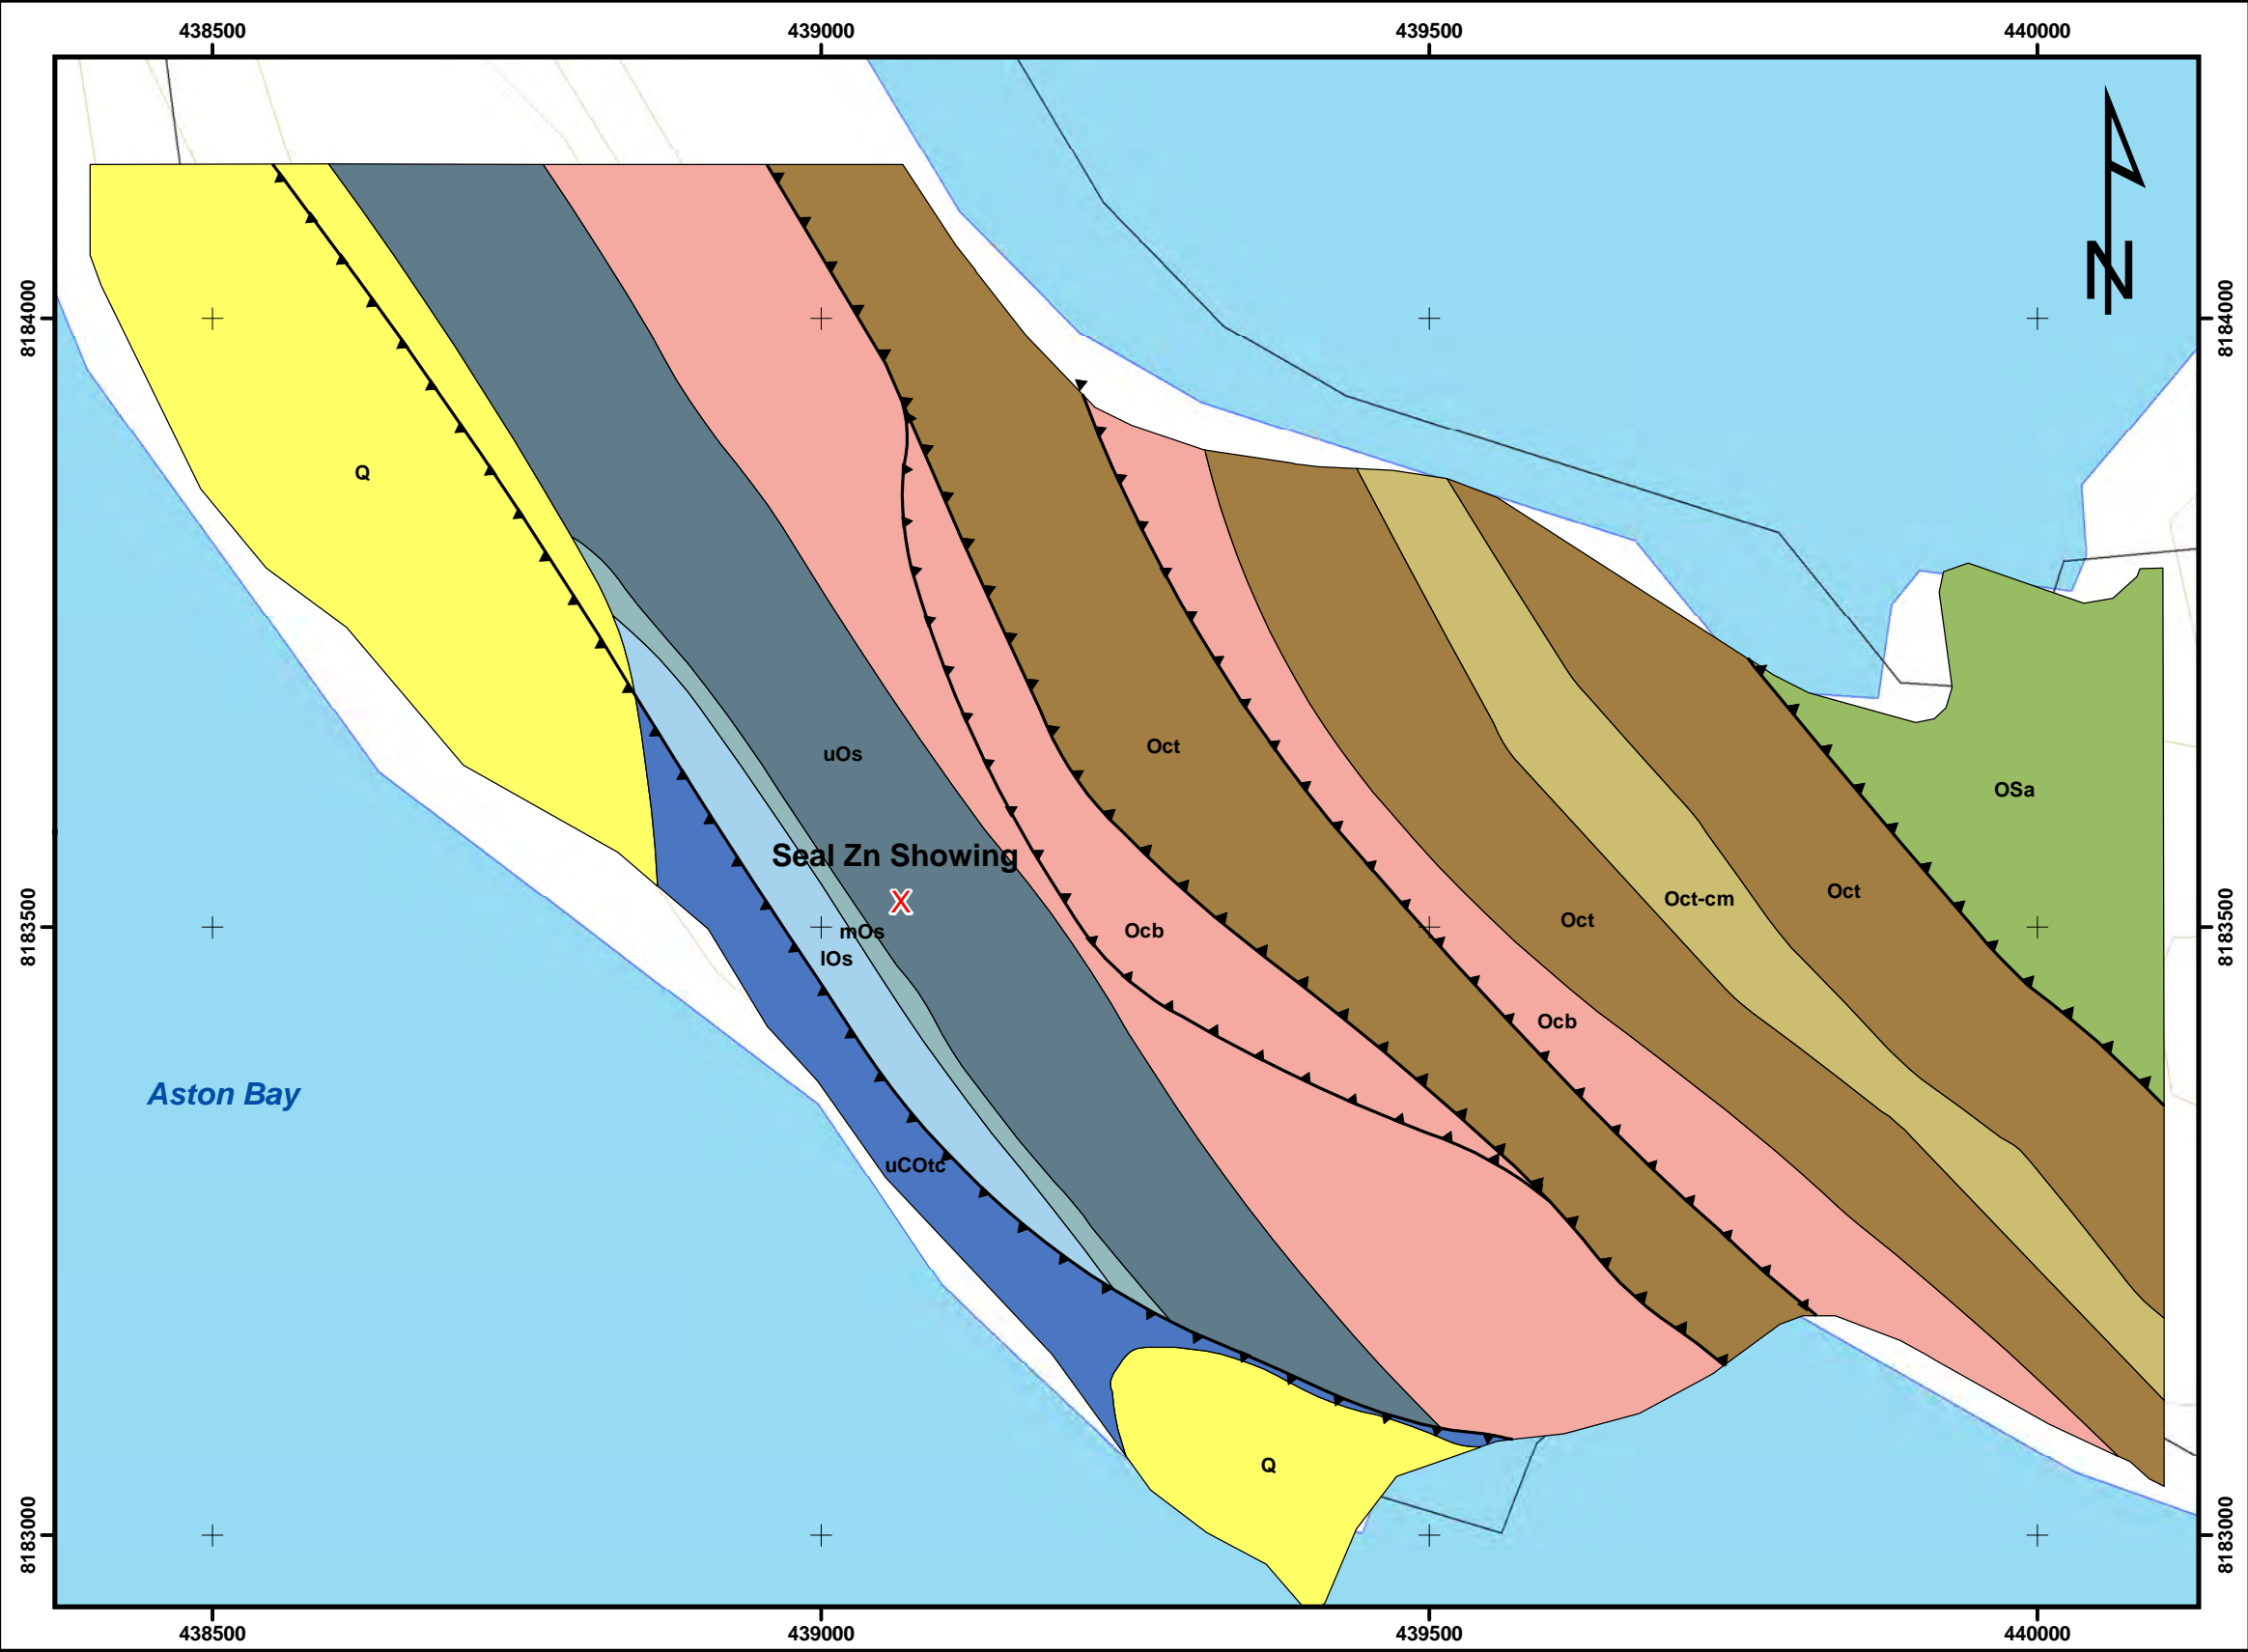 438500
439000
439500
440000
N
8184000
8184000
Q
uOs
Oct
OSa
Seal Zn Showing
X
Oct
Oct-cm
Oct
Ocb
mOs
lOs
8183500
8183500
Ocb
Aston Bay
uCOtc
Q
8183000
8183000
438500
439000
439500
440000